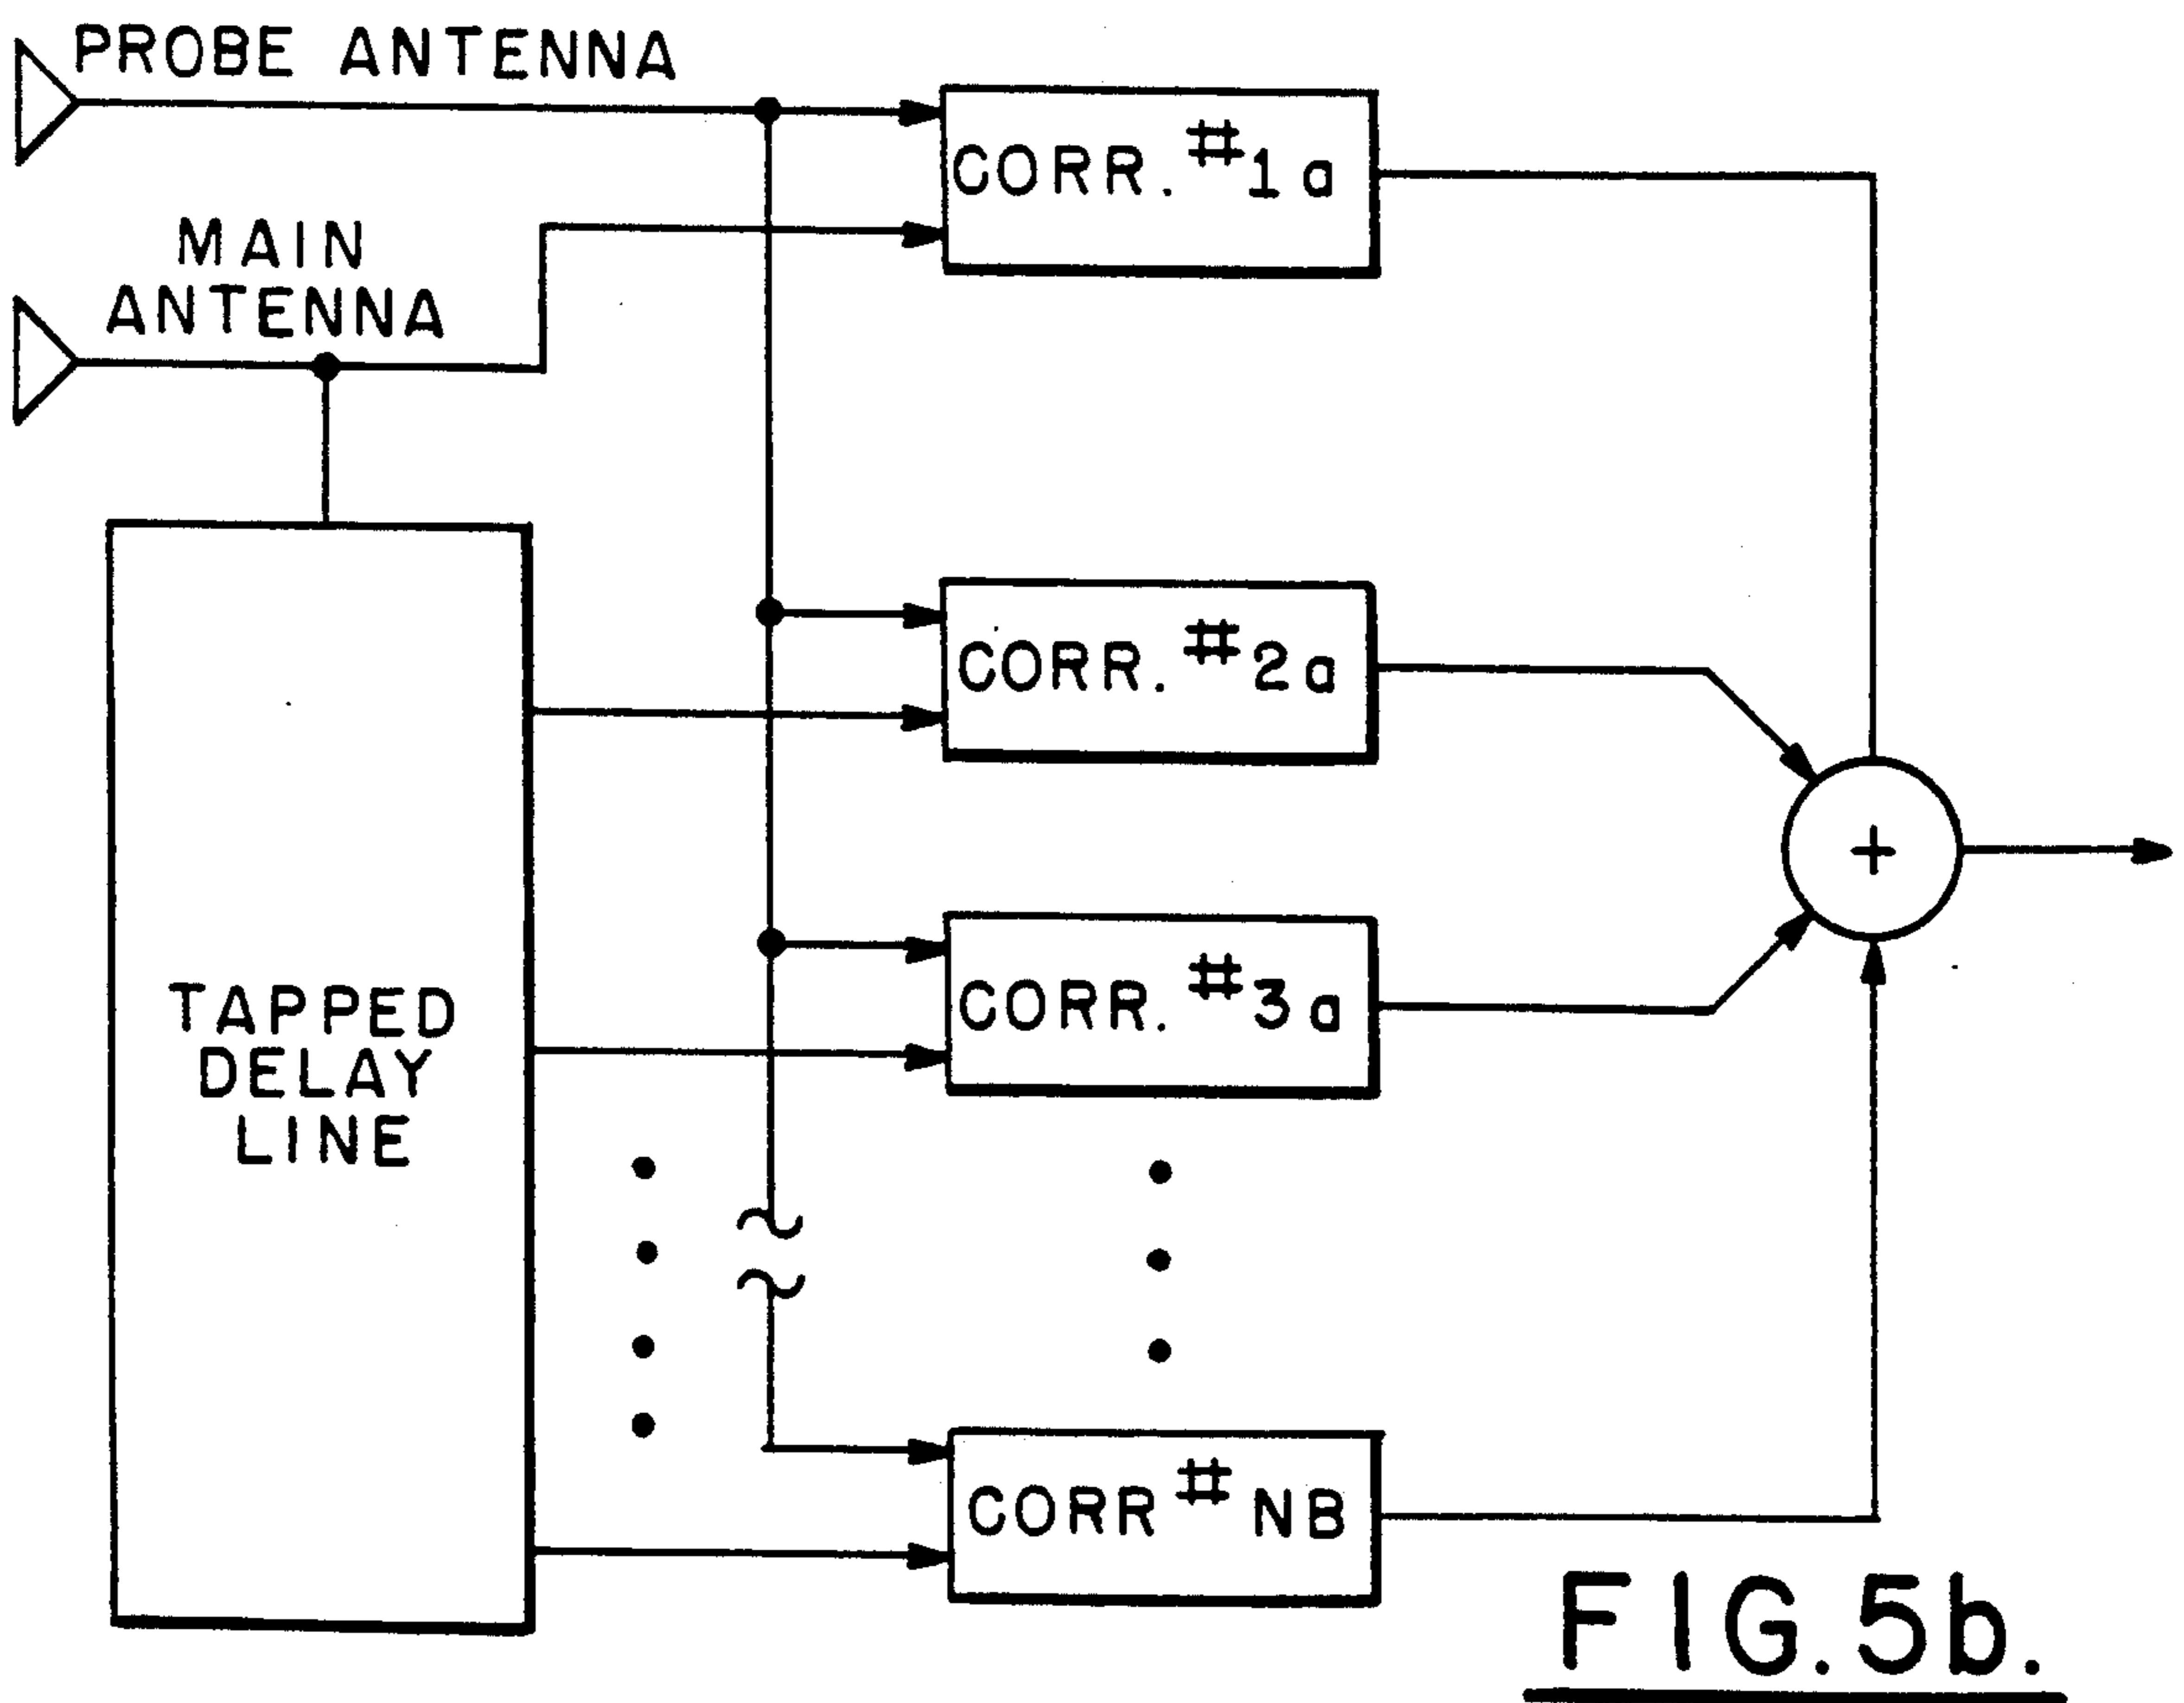 PROBE ANTENNA
MAIN
ANTENNA
CORR. #1a
CORR. #2a
+
CORR. #3a
TAPPED
DELAY
LINE
CORR # NB
FIG.5b.